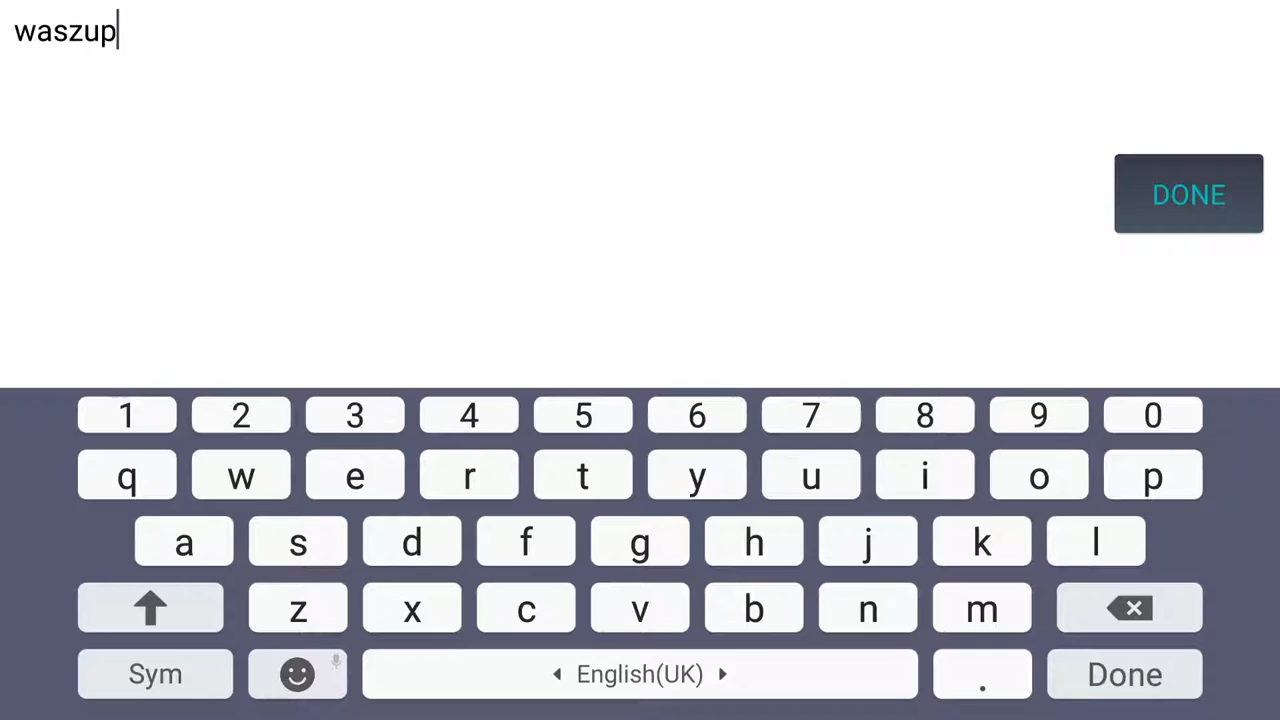 waszup
DONE
1 2 3 4 5 6 7 8 9 0
q w e r t y u i o p
a s d f g h j k l
z x c v b n m
Sym English(UK) . Done